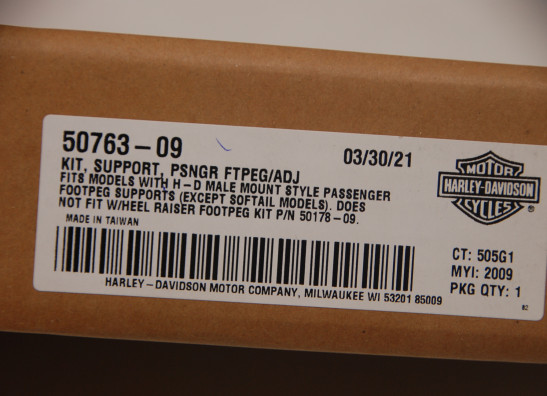 50763-09
03/30/21
KIT, SUPPORT, PSNGR FTPEG/ADJ
FITS MODELS WITH H-D MALE MOUNT STYLE PASSENGER
FOOTPEG SUPPORTS (EXCEPT SOFTAIL MODELS). DOES
NOT FIT W/HEEL RAISER FOOTPEG KIT P/N 50178-09.
MADE IN TAIWAN
HARLEY-DAVIDSON MOTOR COMPANY, MILWAUKEE WI 53201 85009
MOTOR
HARLEY-DAVIDSON
CYCLES®
CT: 505G1
MYI: 2009
PKG QTY: 1